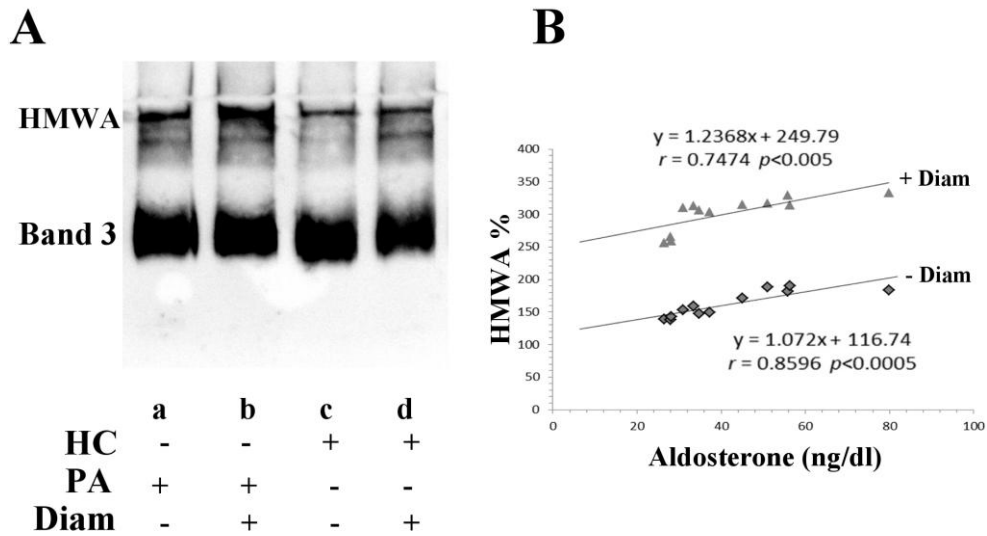 A
HMWA
Band 3
a b c d
HC - - + +
PA + + - -
Diam - + - +
B
y = 1.2368x + 249.79
r = 0.7474 p<0.005
+ Diam
- Diam
y = 1.072x + 116.74
r = 0.8596 p<0.0005
HMWA %
400
350
300
250
200
150
100
50
0
0 20 40 60 80 100
Aldosterone (ng/dl)